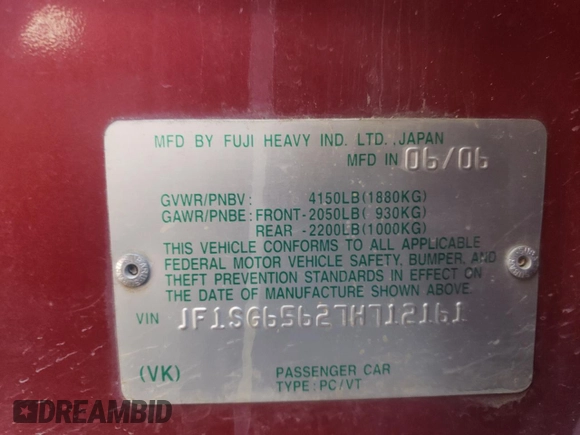 MFD BY FUJI HEAVY IND. LTD.,JAPAN
MFD IN 06/06
GVWR/PNBV: 4150LB(1880KG)
GAWR/PNBE: FRONT-2050LB( 930KG)
REAR -2200LB(1000KG)
THIS VEHICLE CONFORMS TO ALL APPLICABLE
FEDERAL MOTOR VEHICLE SAFETY, BUMPER, AND
THEFT PREVENTION STANDARDS IN EFFECT ON
THE DATE OF MANUFACTURE SHOWN ABOVE.
VIN JF1SG65627H712161
(VK) PASSENGER CAR
TYPE: PC/VT
DREAMBID